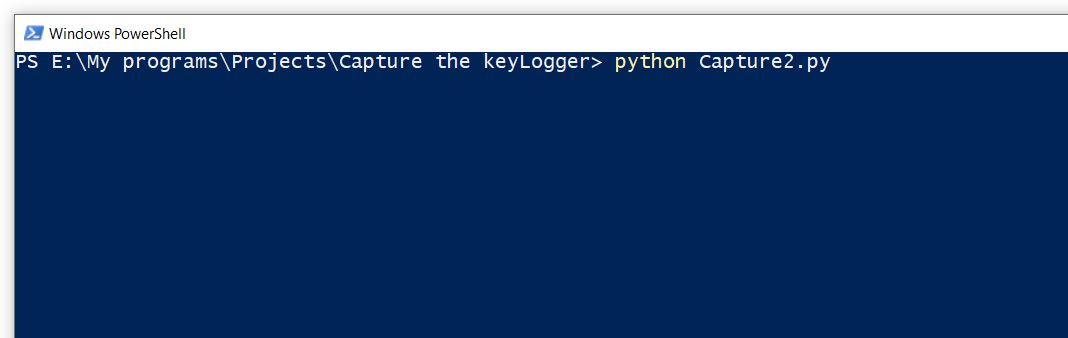 Windows PowerShell
PS E:\My programs\Projects\Capture the keyLogger> python Capture2.py